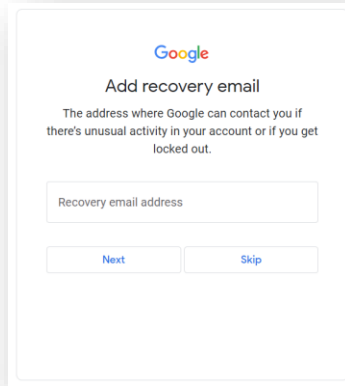 Google
Add recovery email
The address where Google can contact you if
there's unusual activity in your account or if you get
locked out.
Recovery email address
Next
Skip